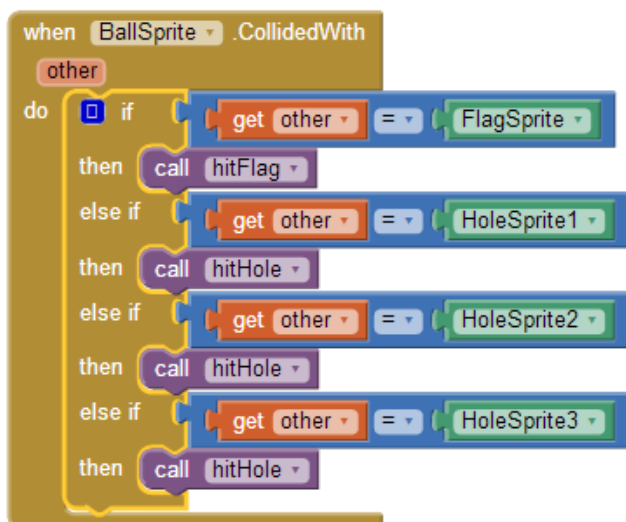 when BallSprite .CollidedWith
other
do if get other = FlagSprite
then call hitFlag
else if get other = HoleSprite1
then call hitHole
else if get other = HoleSprite2
then call hitHole
else if get other = HoleSprite3
then call hitHole